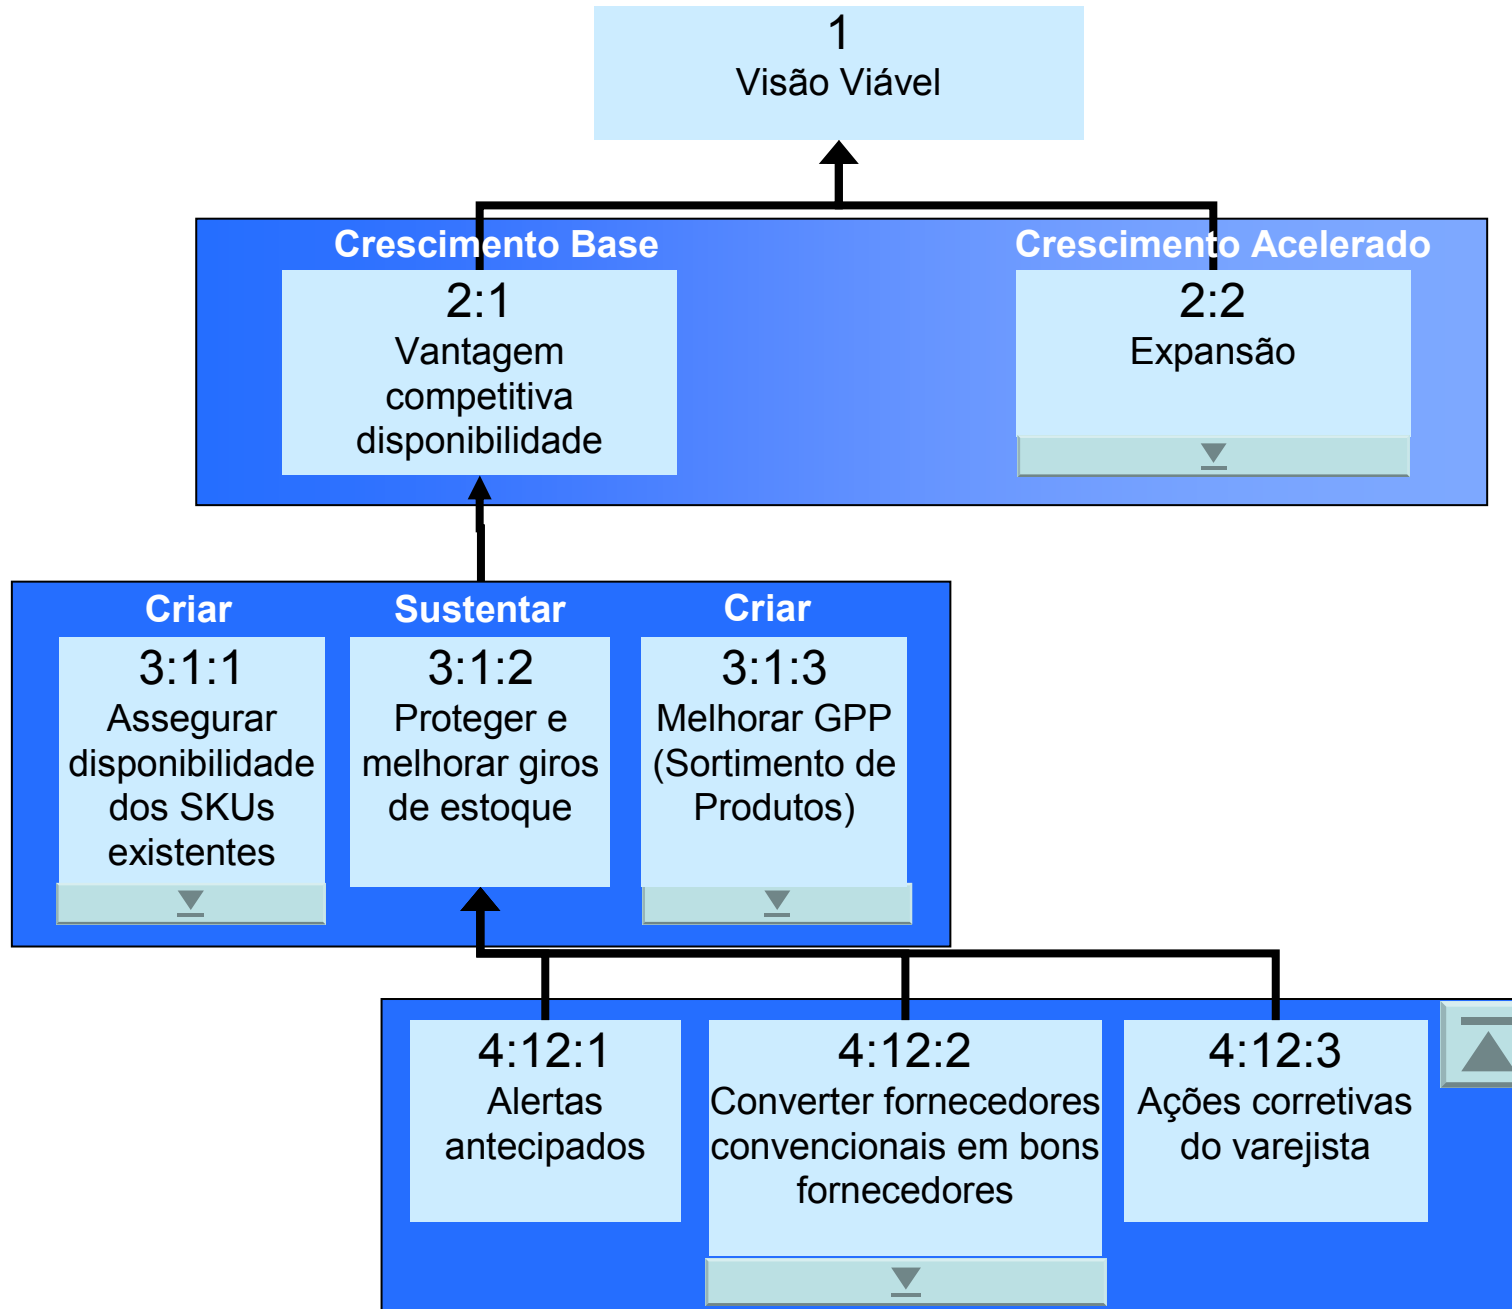 1
Visão Viável
Crescimento Base
Crescimento Acelerado
2:1
Vantagem
competitiva
disponibilidade
2:2
Expansão
Criar
Sustentar
Criar
3:1:1
Assegurar
disponibilidade
dos SKUs
existentes
3:1:2
Proteger e
melhorar giros
de estoque
3:1:3
Melhorar GPP
(Sortimento de
Produtos)
4:12:1
Alertas
antecipados
4:12:2
Converter fornecedores
convencionais em bons
fornecedores
4:12:3
Ações corretivas
do varejista